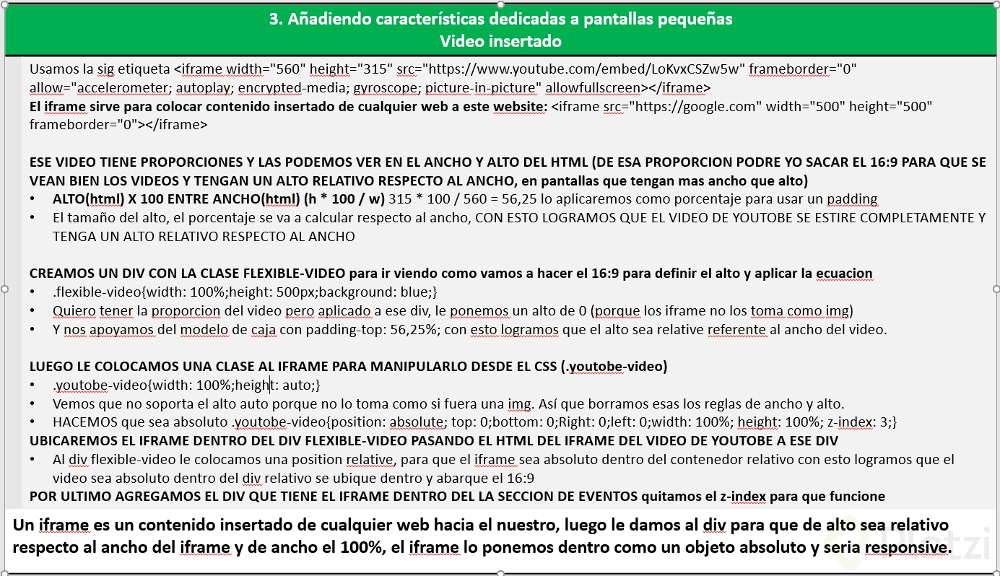 3. Añadiendo características dedicadas a pantallas pequeñas
Video insertado
Usamos la sig etiqueta <iframe width="560" height="315" src="https://www.youtube.com/embed/LoKvxCSZw5w" frameborder="0"
allow="accelerometer; autoplay; encrypted-media; gyroscope; picture-in-picture" allowfullscreen></iframe>
El iframe sirve para colocar contenido insertado de cualquier web a este website: <iframe src="https://google.com" width="500" height="500"
frameborder="0"></iframe>
ESE VIDEO TIENE PROPORCIONES Y LAS PODEMOS VER EN EL ANCHO Y ALTO DEL HTML (DE ESA PROPORCION PODRE YO SACAR EL 16:9 PARA QUE SE
VEAN BIEN LOS VIDEOS Y TENGAN UN ALTO RELATIVO RESPECTO AL ANCHO, en pantallas que tengan mas ancho que alto)
• ALTO(html) X 100 ENTRE ANCHO(html) (h * 100 / w) 315 * 100 / 560 = 56,25 lo aplicaremos como porcentaje para usar un padding
• El tamaño del alto, el porcentaje se va a calcular respecto al ancho, CON ESTO LOGRAMOS QUE EL VIDEO DE YOUTOBE SE ESTIRE COMPLETAMENTE Y
TENGA UN ALTO RELATIVO RESPECTO AL ANCHO
CREAMOS UN DIV CON LA CLASE FLEXIBLE-VIDEO para ir viendo como vamos a hacer el 16:9 para definir el alto y aplicar la ecuacion
• .flexible-video{width: 100%;height: 500px;background: blue;}
• Quiero tener la proporcion del video pero aplicado a ese div, le ponemos un alto de 0 (porque los iframe no los toma como img)
• Y nos apoyamos del modelo de caja con padding-top: 56,25%; con esto logramos que el alto sea relative referente al ancho del video.
LUEGO LE COLOCAMOS UNA CLASE AL IFRAME PARA MANIPULARLO DESDE EL CSS (.youtobe-video)
• .youtobe-video{width: 100%;height: auto;}
• Vemos que no soporta el alto auto porque no lo toma como si fuera una img. Así que borramos esas los reglas de ancho y alto.
• HACEMOS que sea absoluto .youtobe-video{position: absolute; top: 0;bottom: 0;Right: 0;left: 0;width: 100%; height: 100%; z-index: 3;}
UBICAREMOS EL IFRAME DENTRO DEL DIV FLEXIBLE-VIDEO PASANDO EL HTML DEL IFRAME DEL VIDEO DE YOUTOBE A ESE DIV
• Al div flexible-video le colocamos una position relative, para que el iframe sea absoluto dentro del contenedor relativo con esto logramos que el
video sea absoluto dentro del div relativo se ubique dentro y abarque el 16:9
POR ULTIMO AGREGAMOS EL DIV QUE TIENE EL IFRAME DENTRO DEL LA SECCION DE EVENTOS quitamos el z-index para que funcione
Un iframe es un contenido insertado de cualquier web hacia el nuestro, luego le damos al div para que de alto sea relativo
respecto al ancho del iframe y de ancho el 100%, el iframe lo ponemos dentro como un objeto absoluto y seria responsive.
Platzi